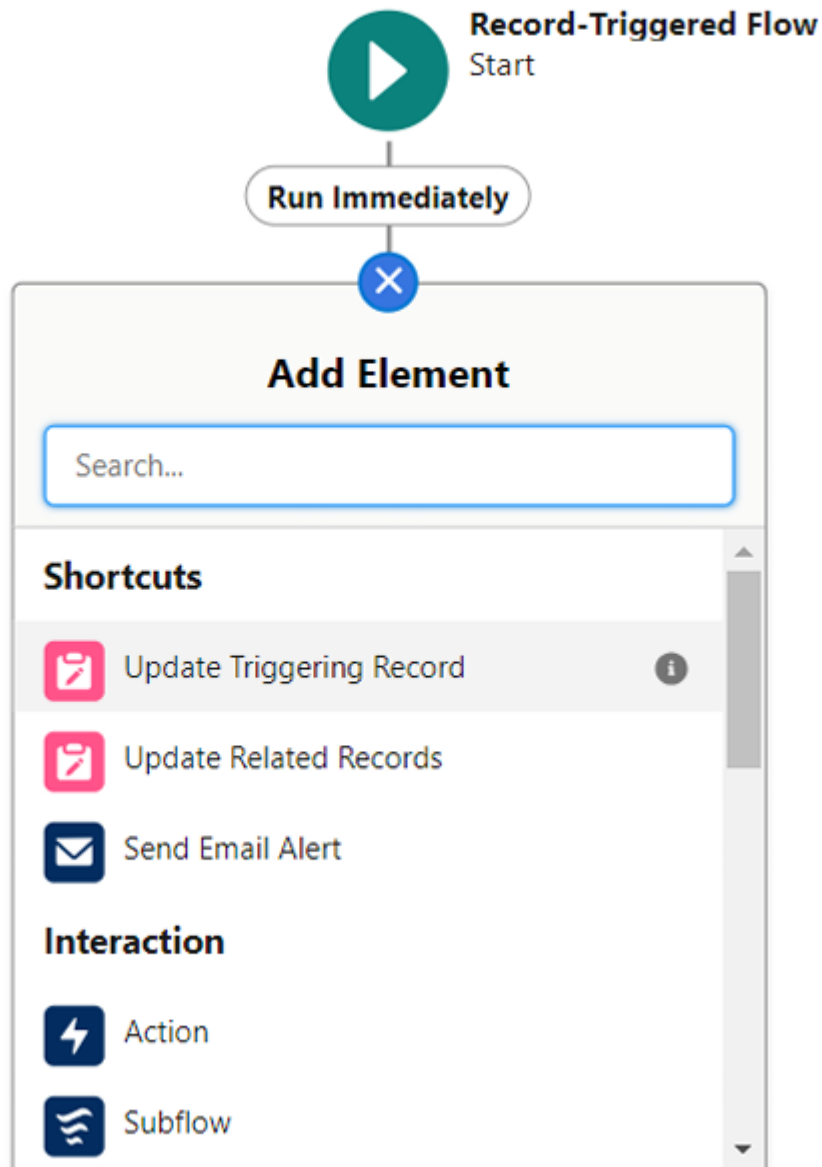 Record-Triggered Flow
Start
Run Immediately
Add Element
Search...
Shortcuts
Update Triggering Record
Update Related Records
Send Email Alert
Interaction
Action
Subflow